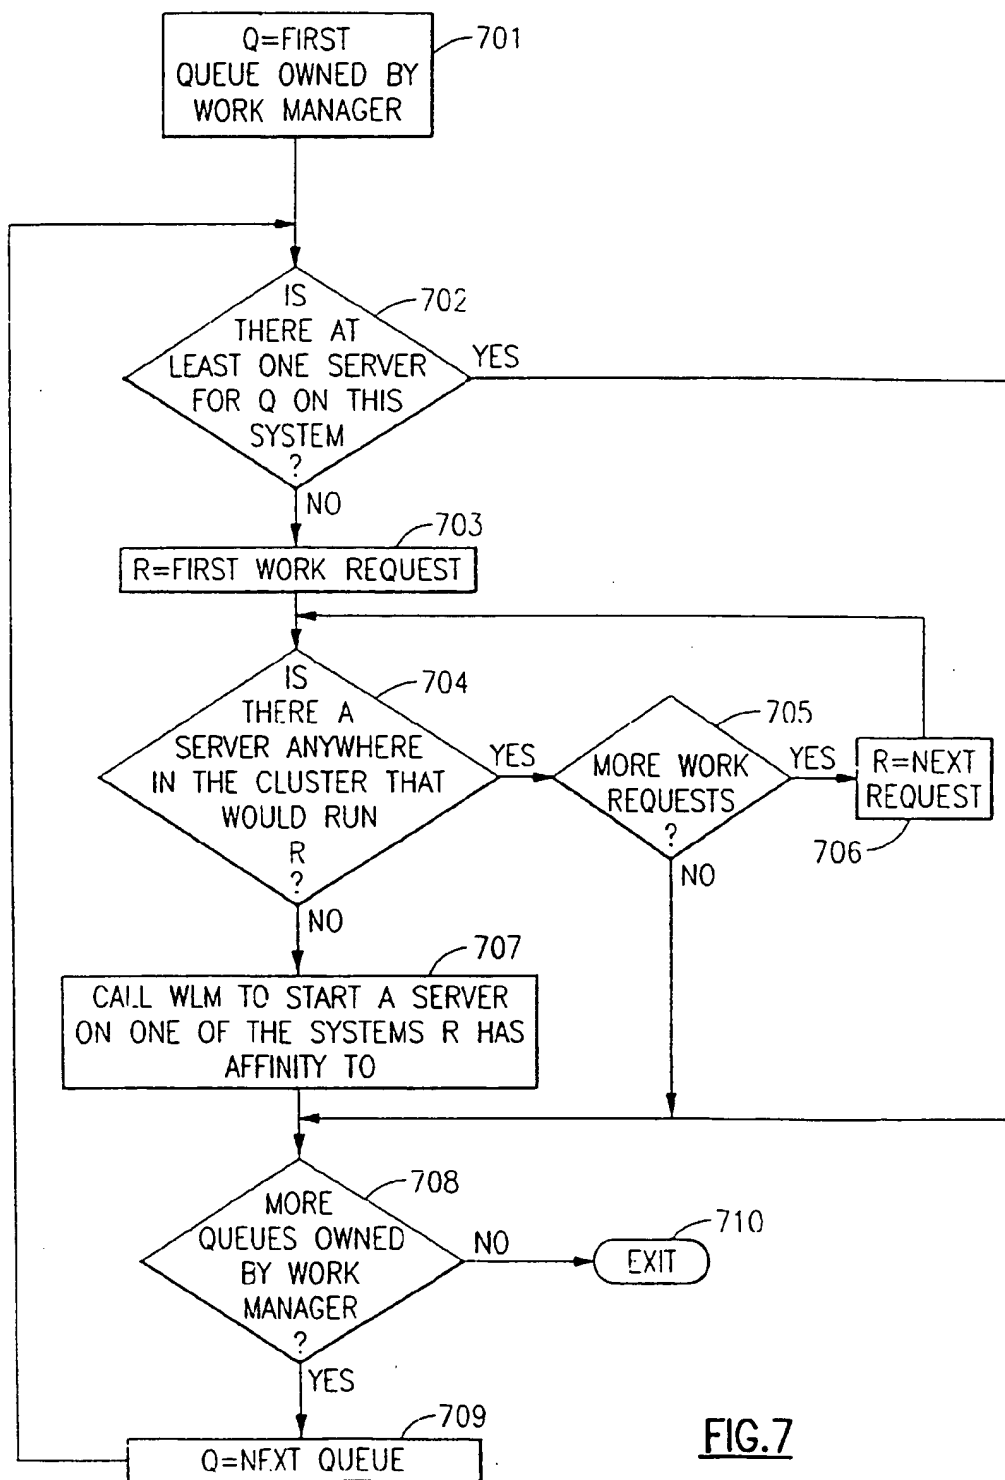 Q=FIRST
QUEUE OWNED BY
WORK MANAGER
701
IS
THERE AT
LEAST ONE SERVER
FOR Q ON THIS
SYSTEM
?
702
YES
NO
703
R=FIRST WORK REQUEST
IS
THERE A
SERVER ANYWHERE
IN THE CLUSTER THAT
WOULD RUN
R
?
704
YES
NO
MORE WORK
REQUESTS
?
705
YES
NO
R=NEXT
REQUEST
706
707
CALL WLM TO START A SERVER
ON ONE OF THE SYSTEMS R HAS
AFFINITY TO
MORE
QUEUES OWNED
BY WORK
MANAGER
?
708
NO
710
EXIT
YES
709
Q=NEXT QUEUE
FIG.7